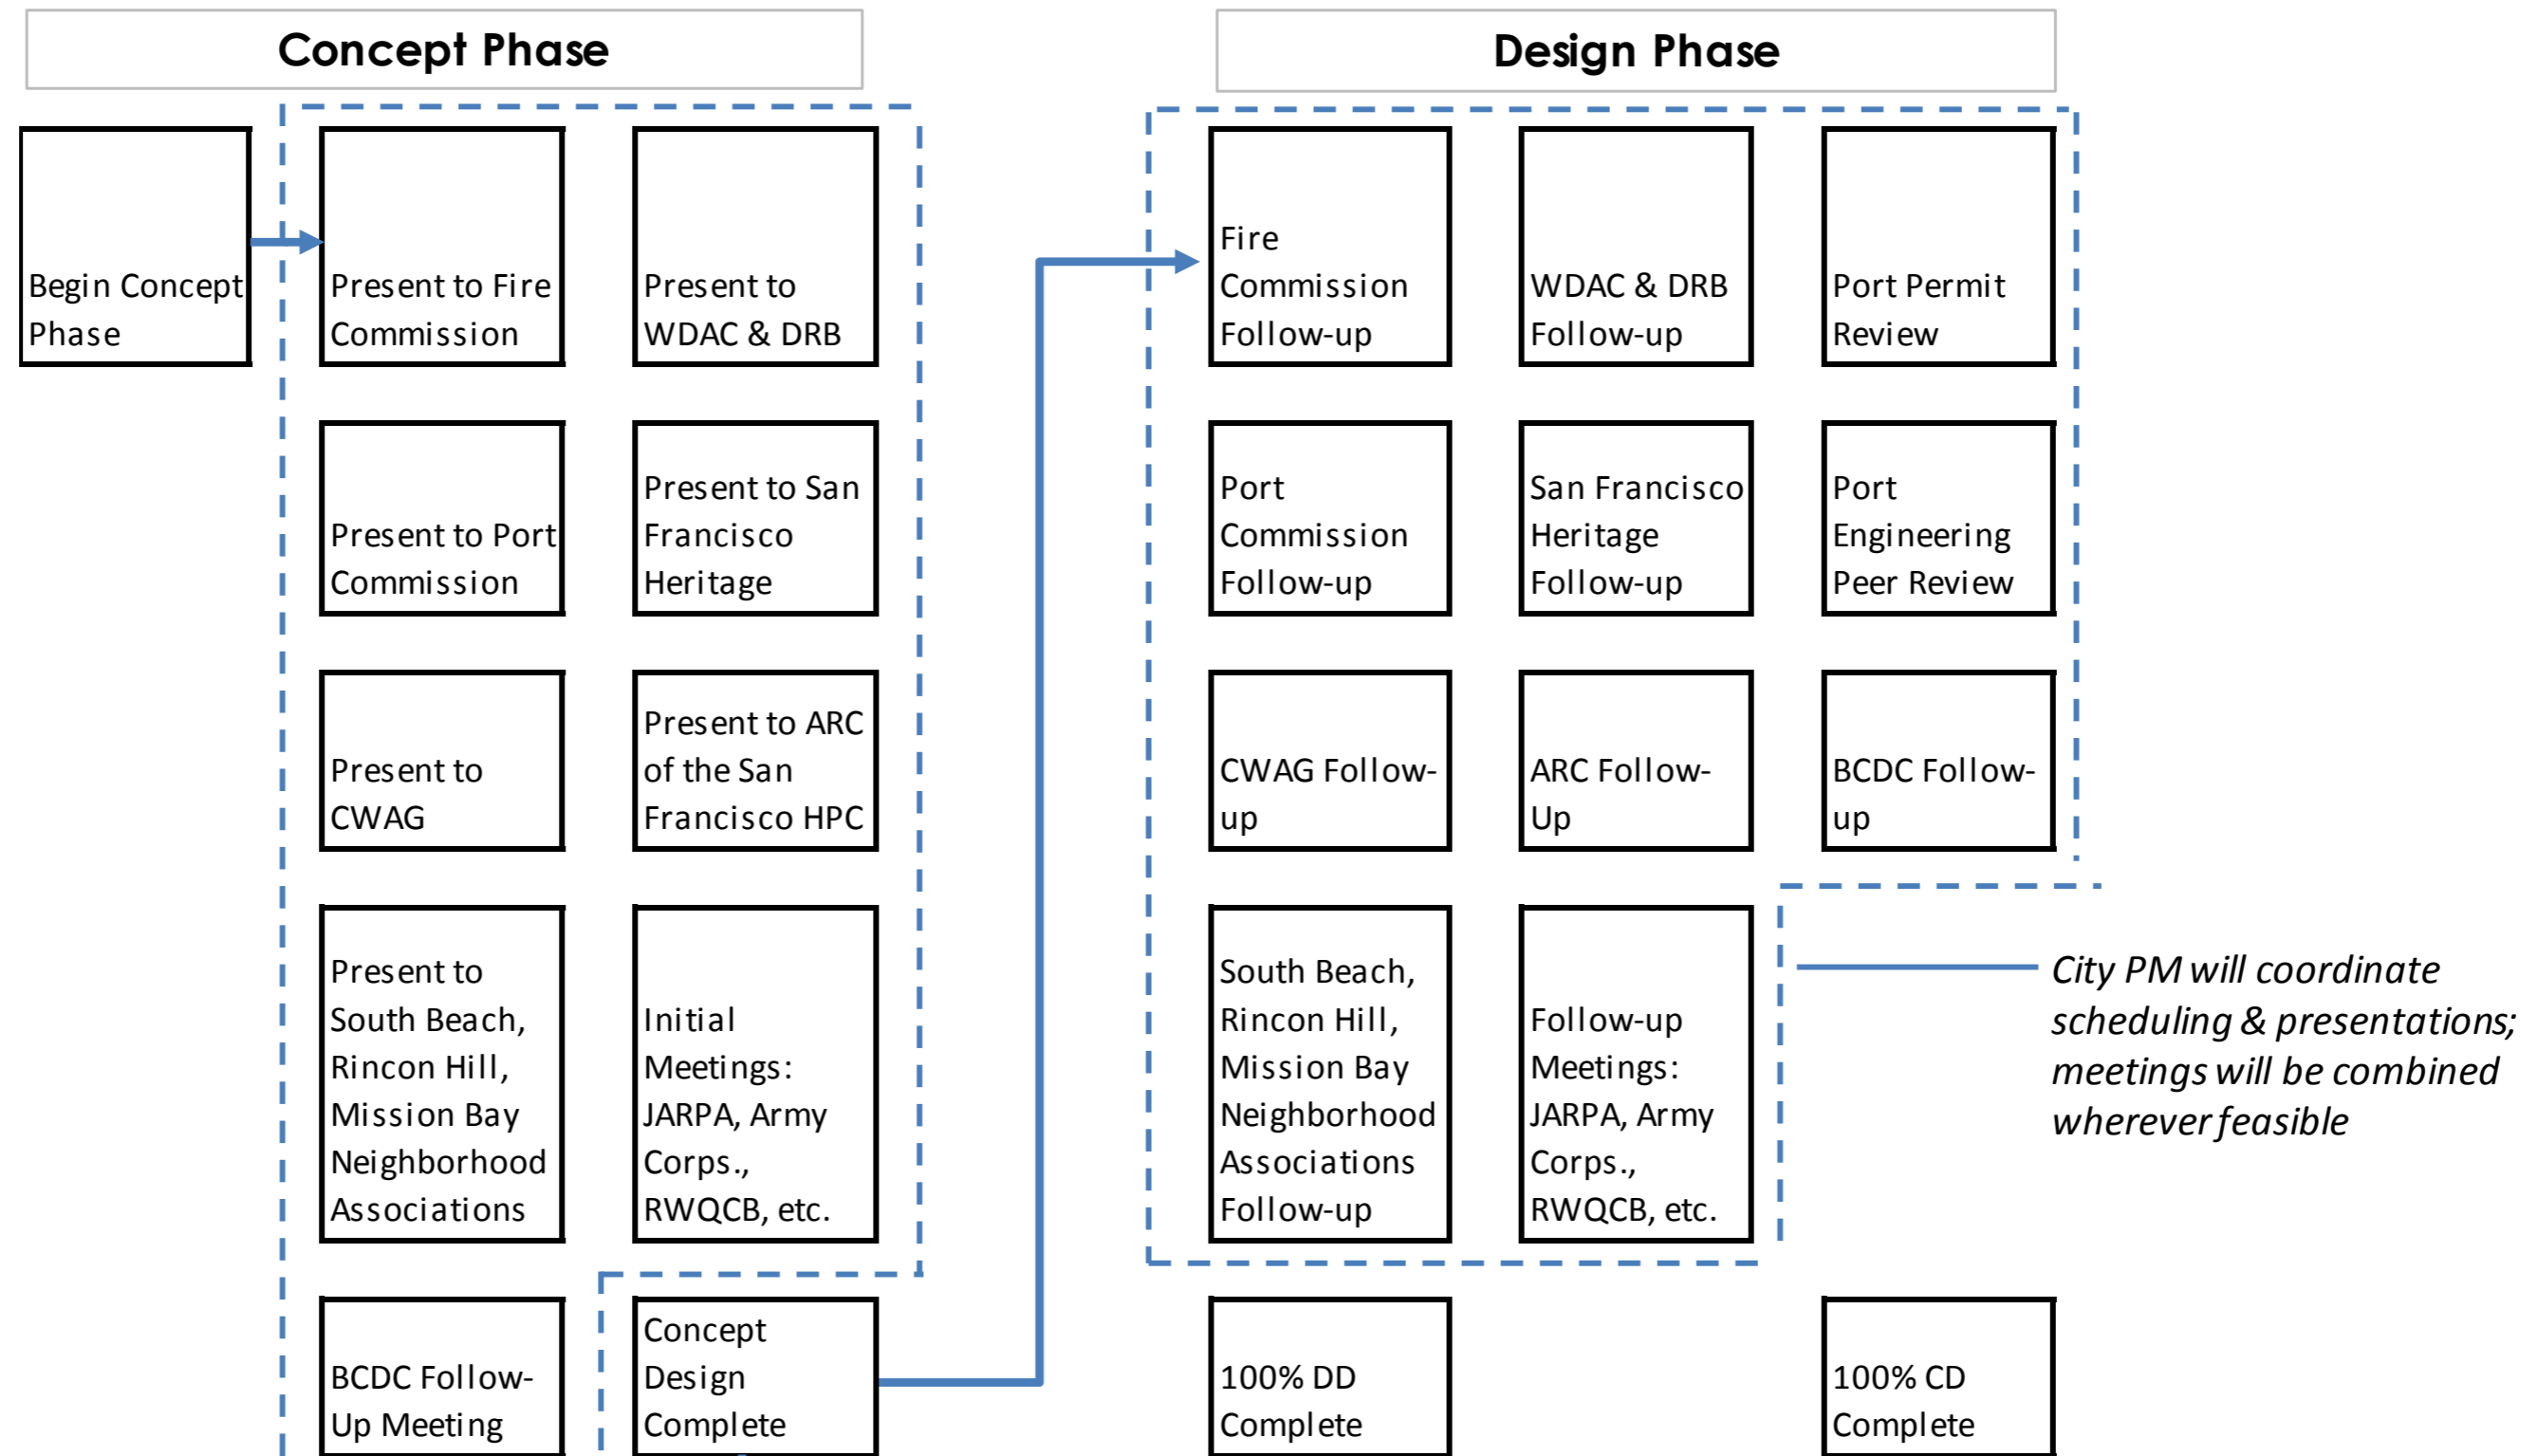 Concept Phase
Design Phase
Begin Concept
Phase
Present to Fire
Commission
Present to
WDAC & DRB
Fire
Commission
Follow-up
WDAC & DRB
Follow-up
Port Permit
Review
Present to Port
Commission
Present to San
Francisco
Heritage
Port
Commission
Follow-up
San Francisco
Heritage
Follow-up
Port
Engineering
Peer Review
Present to
CWAG
Present to ARC
of the San
Francisco HPC
CWAG Follow-
up
ARC Follow-
Up
BCDC Follow-
up
Present to
South Beach,
Rincon Hill,
Mission Bay
Neighborhood
Associations
Initial
Meetings:
JARPA, Army
Corps.,
RWQCB, etc.
South Beach,
Rincon Hill,
Mission Bay
Neighborhood
Associations
Follow-up
Follow-up
Meetings:
JARPA, Army
Corps.,
RWQCB, etc.
City PM will coordinate
scheduling & presentations;
meetings will be combined
wherever feasible
BCDC Follow-
Up Meeting
Concept
Design
Complete
100% DD
Complete
100% CD
Complete